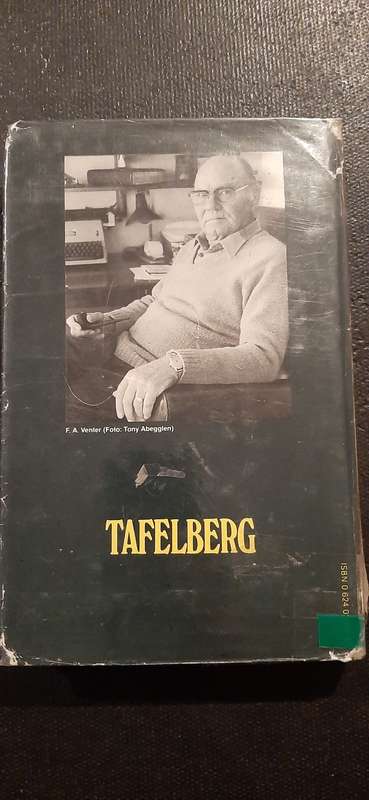 F. A. Venter (Foto: Tony Abegglen)
TAFELBERG
ISBN 0 624 0